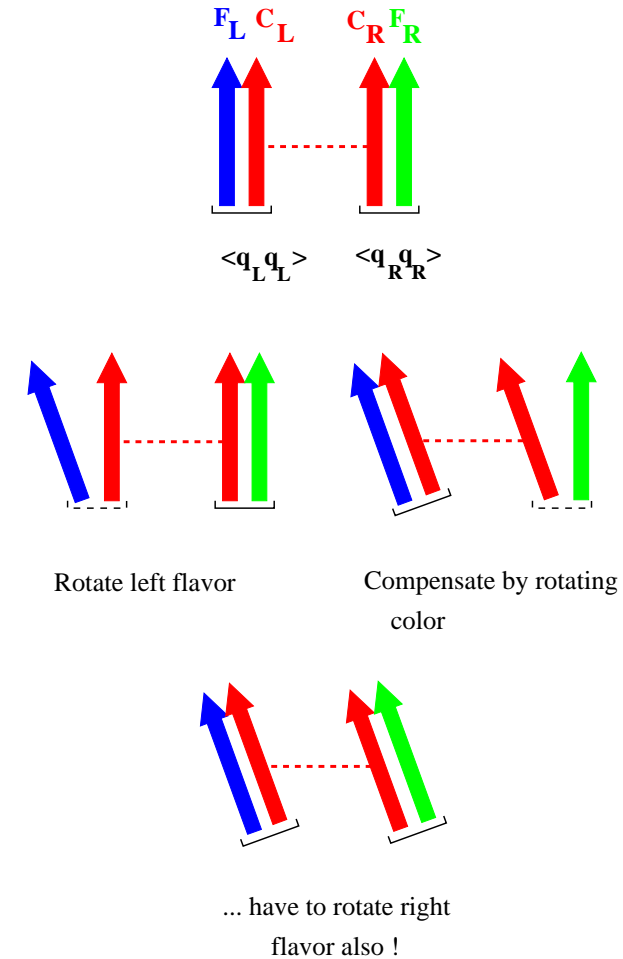 F_L C_L C_R F_R
<q_L q_L> <q_R q_R>
Rotate left flavor
Compensate by rotating
color
... have to rotate right
flavor also !